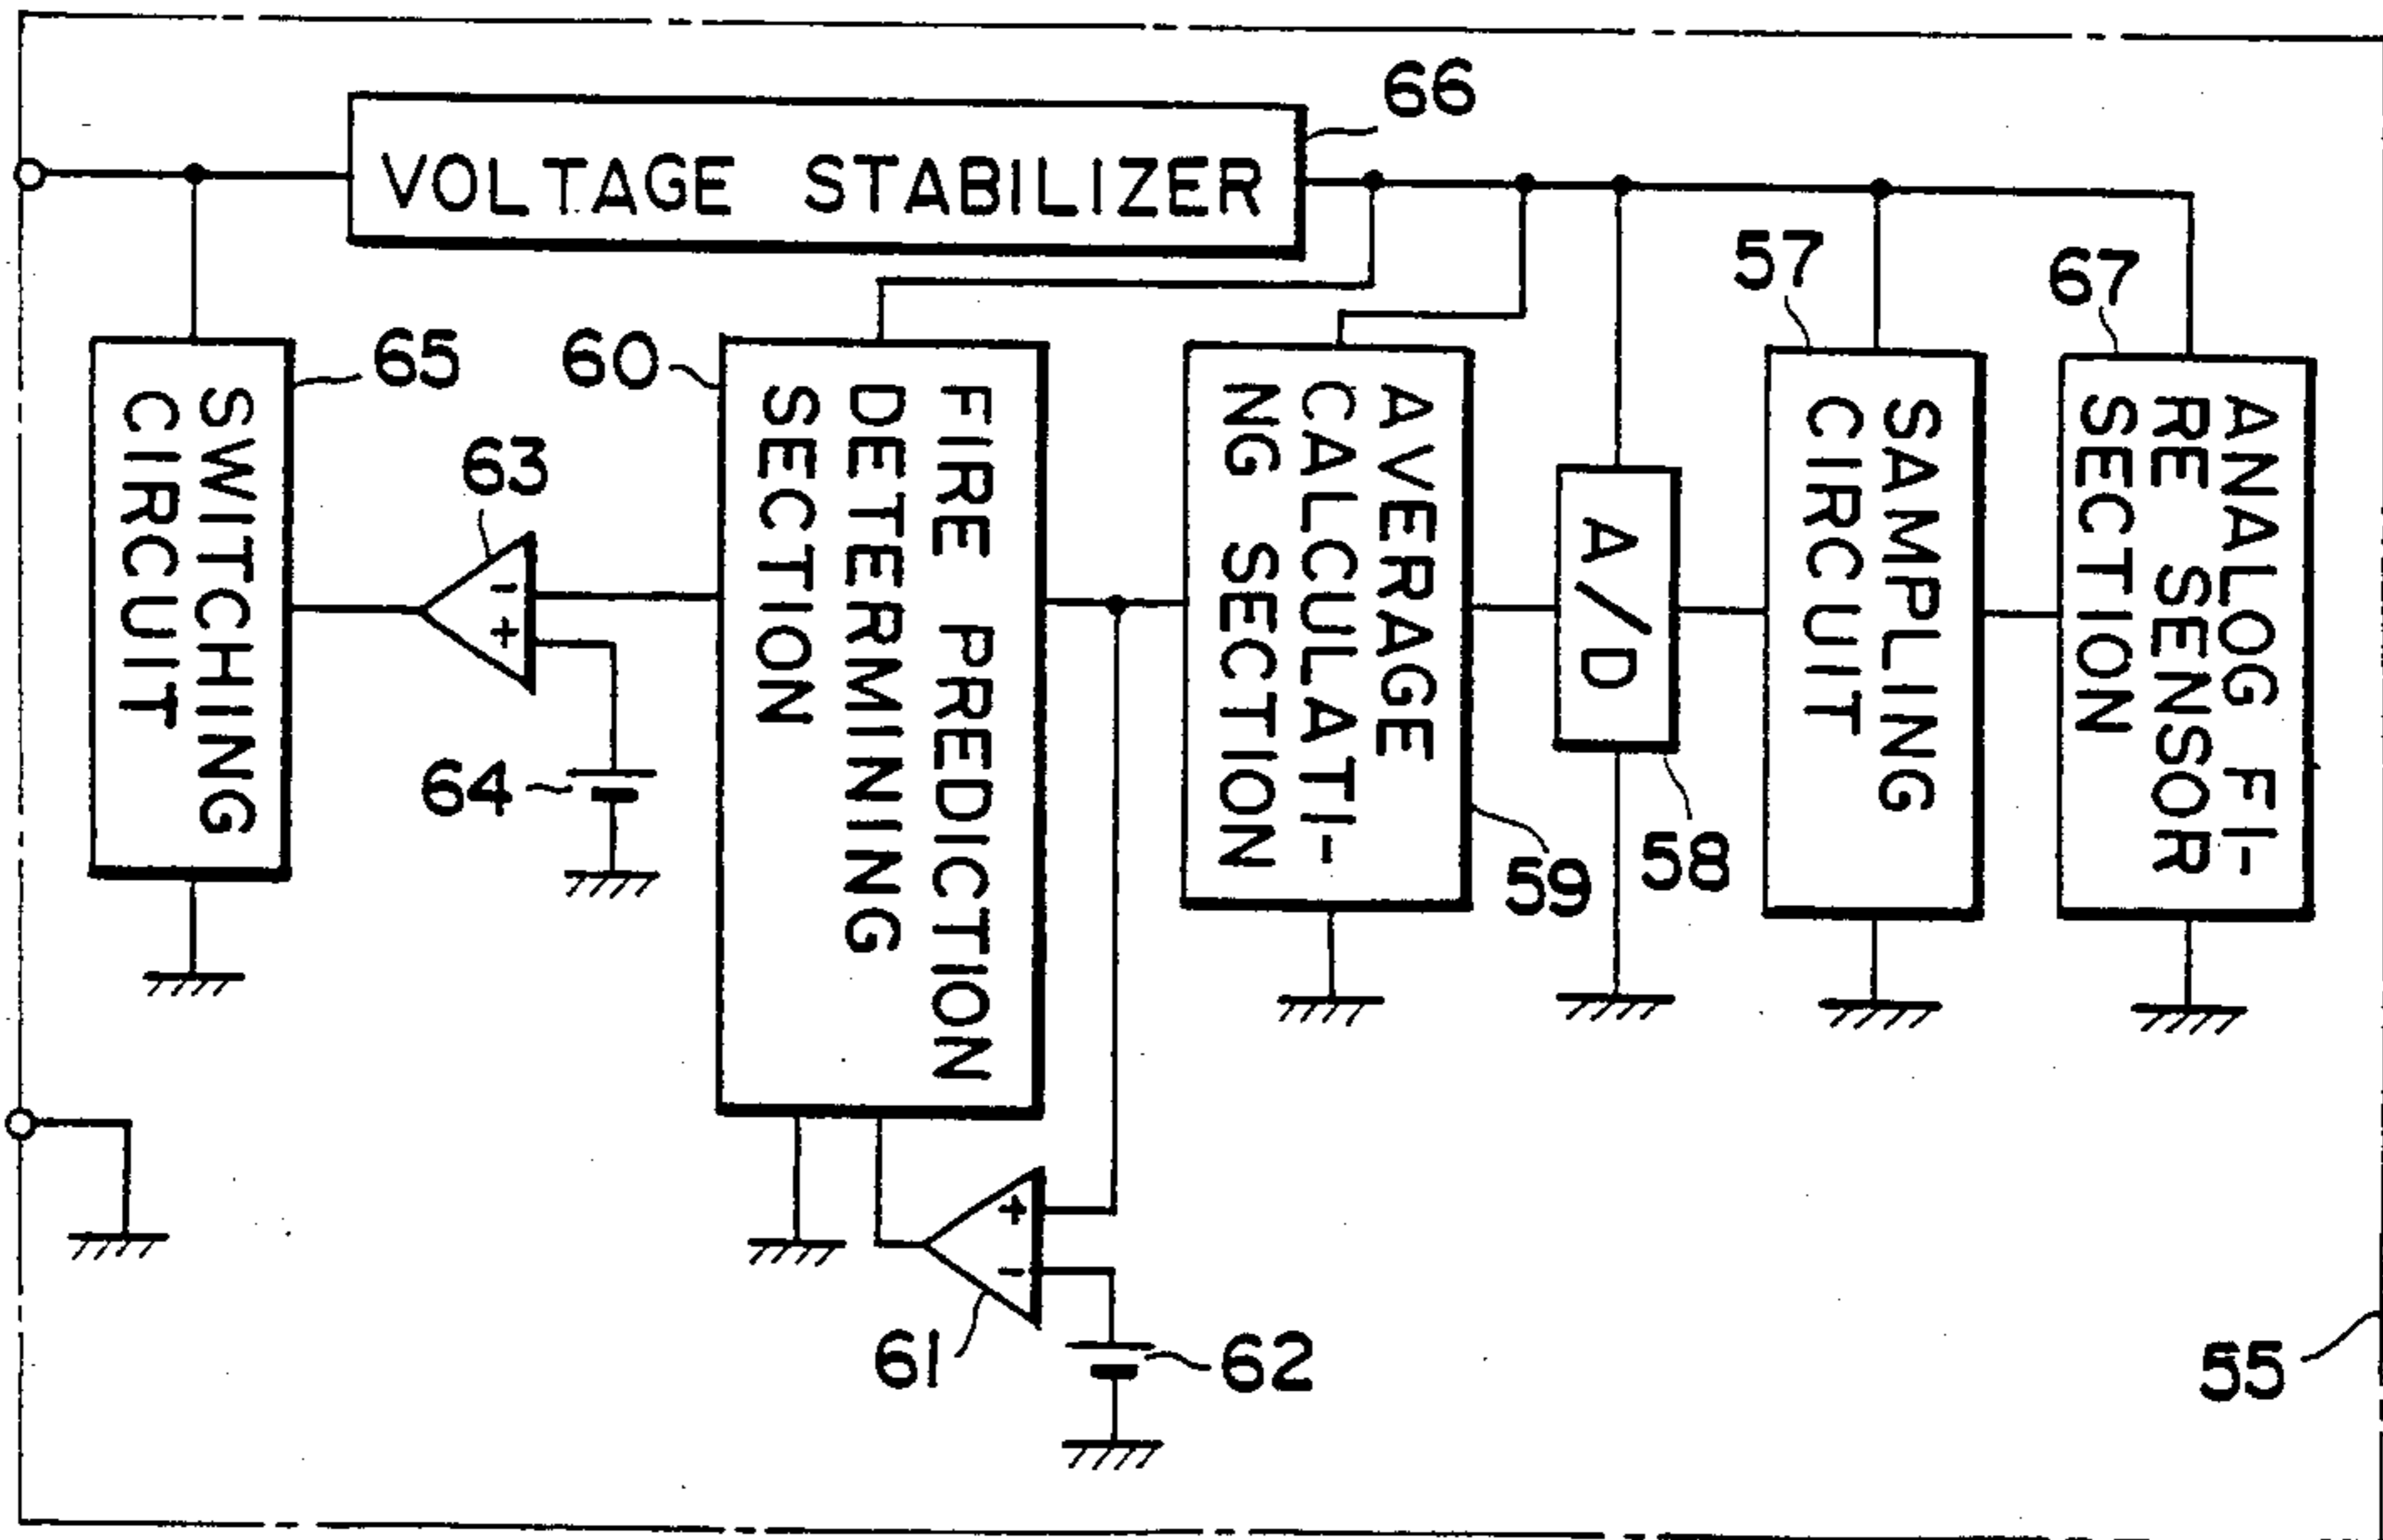 66
VOLTAGE STABILIZER
57
67
65
60
SWITCHING
CIRCUIT
63
-
+
64
FIRE PREDICTION
DETERMINING
SECTION
AVERAGE
CALCULATI-
NG SECTION
59
A/D
58
SAMPLING
CIRCUIT
ANALOG FI-
RE SENSOR
SECTION
+
-
61
62
55